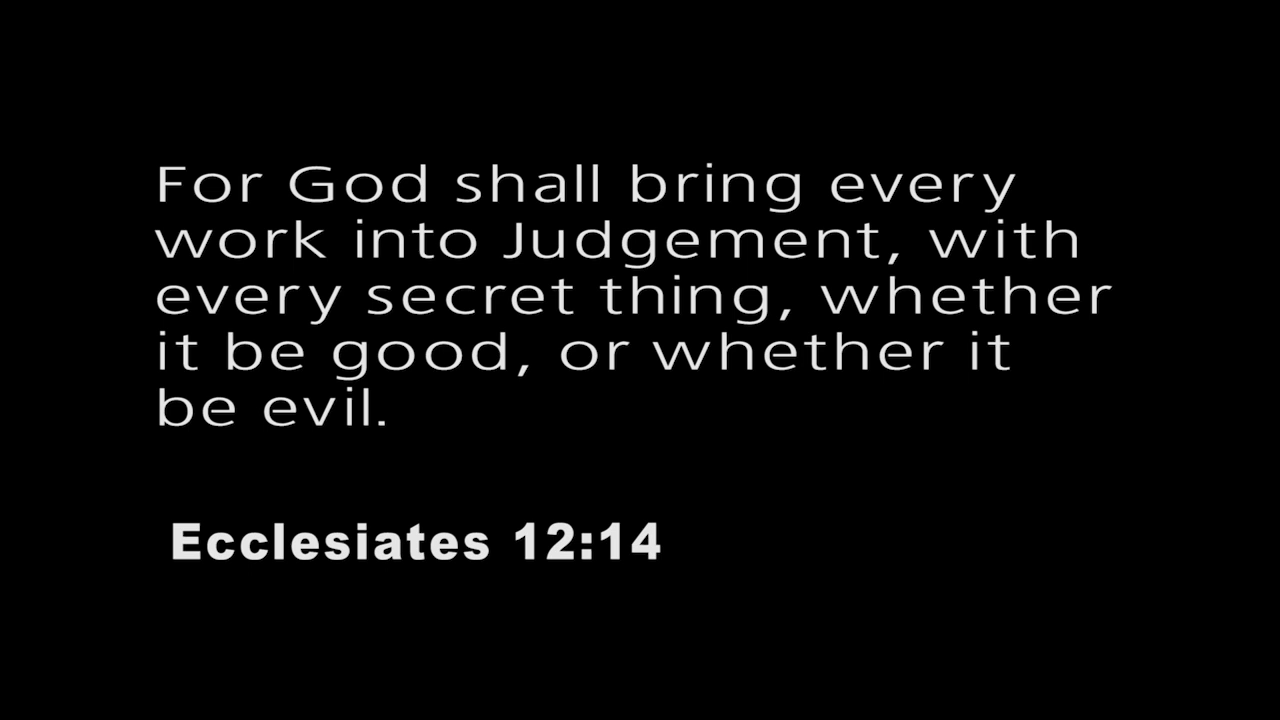 For God shall bring every
work into Judgement, with
every secret thing, whether
it be good, or whether it
be evil.
Ecclesiates 12:14